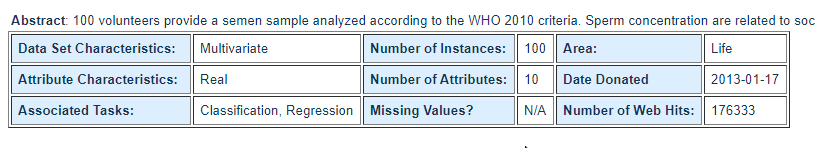 Abstract: 100 volunteers provide a semen sample analyzed according to the WHO 2010 criteria. Sperm concentration are related to soc
Data Set Characteristics: Multivariate Number of Instances: 100 Area: Life
Attribute Characteristics: Real Number of Attributes: 10 Date Donated 2013-01-17
Associated Tasks: Classification, Regression Missing Values? N/A Number of Web Hits: 176333